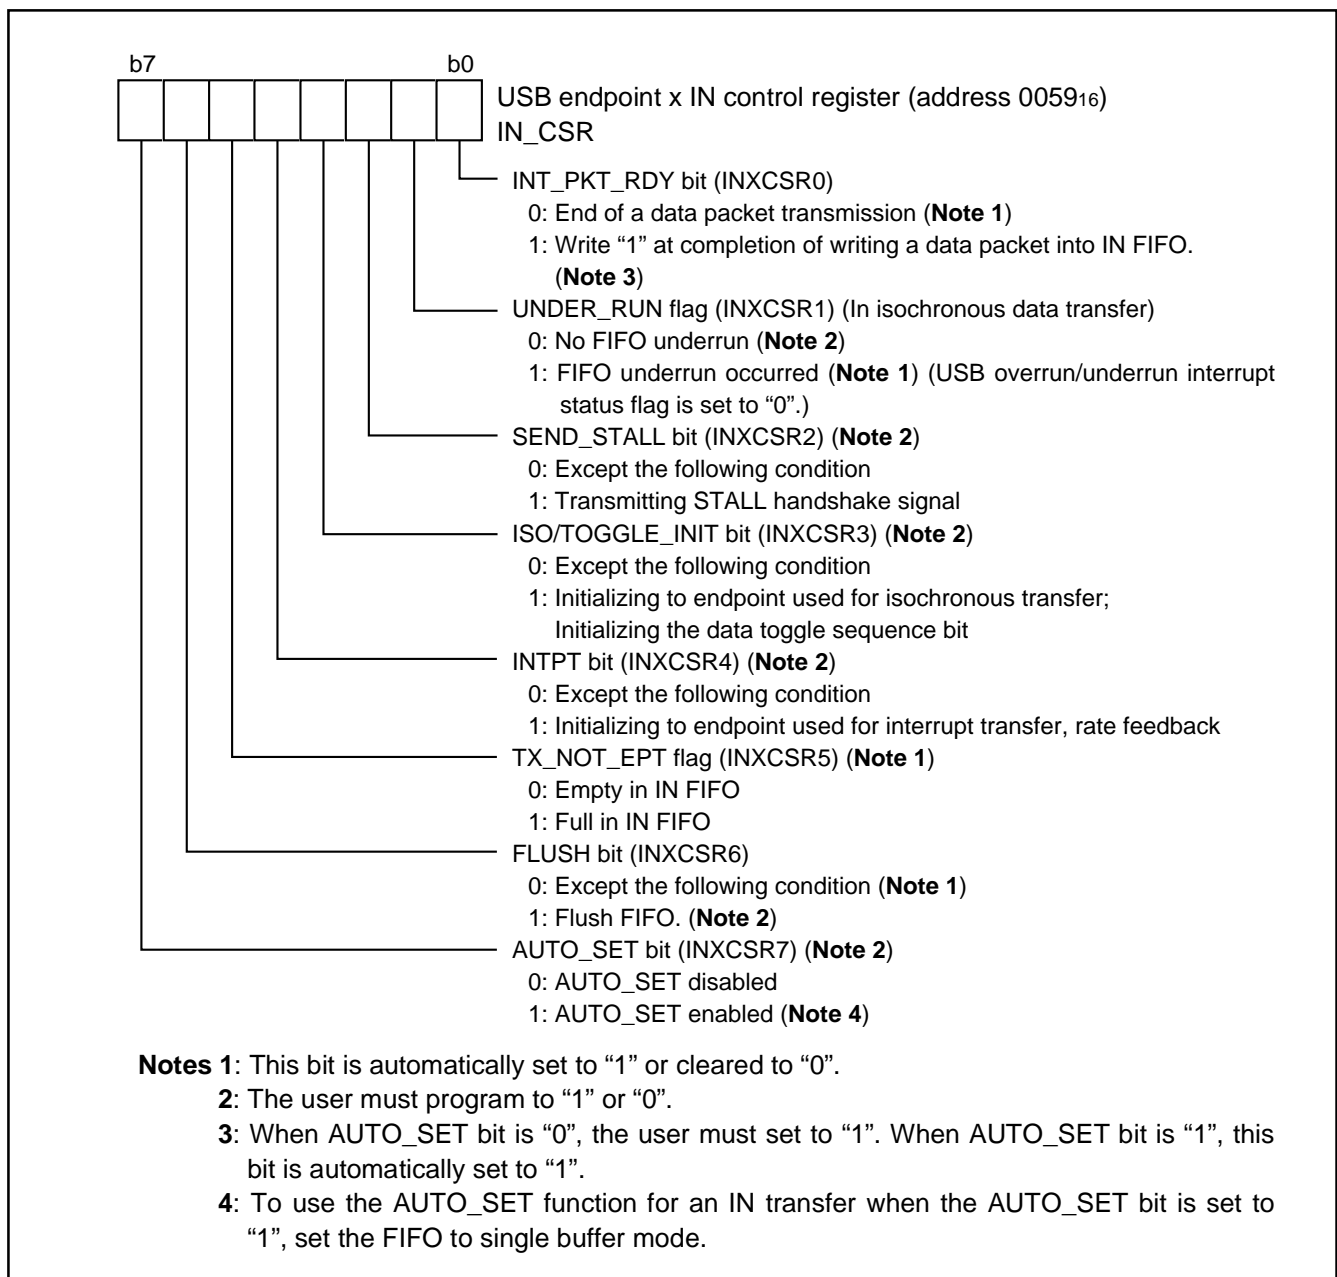 b7 b0
USB endpoint x IN control register (address 005916)
IN_CSR
INT_PKT_RDY bit (INXCSR0)
0: End of a data packet transmission (Note 1)
1: Write “1” at completion of writing a data packet into IN FIFO.
(Note 3)
UNDER_RUN flag (INXCSR1) (In isochronous data transfer)
0: No FIFO underrun (Note 2)
1: FIFO underrun occurred (Note 1) (USB overrun/underrun interrupt
status flag is set to “0”.)
SEND_STALL bit (INXCSR2) (Note 2)
0: Except the following condition
1: Transmitting STALL handshake signal
ISO/TOGGLE_INIT bit (INXCSR3) (Note 2)
0: Except the following condition
1: Initializing to endpoint used for isochronous transfer;
Initializing the data toggle sequence bit
INTPT bit (INXCSR4) (Note 2)
0: Except the following condition
1: Initializing to endpoint used for interrupt transfer, rate feedback
TX_NOT_EPT flag (INXCSR5) (Note 1)
0: Empty in IN FIFO
1: Full in IN FIFO
FLUSH bit (INXCSR6)
0: Except the following condition (Note 1)
1: Flush FIFO. (Note 2)
AUTO_SET bit (INXCSR7) (Note 2)
0: AUTO_SET disabled
1: AUTO_SET enabled (Note 4)
Notes 1: This bit is automatically set to “1” or cleared to “0”.
2: The user must program to “1” or “0”.
3: When AUTO_SET bit is “0”, the user must set to “1”. When AUTO_SET bit is “1”, this
bit is automatically set to “1”.
4: To use the AUTO_SET function for an IN transfer when the AUTO_SET bit is set to
“1”, set the FIFO to single buffer mode.